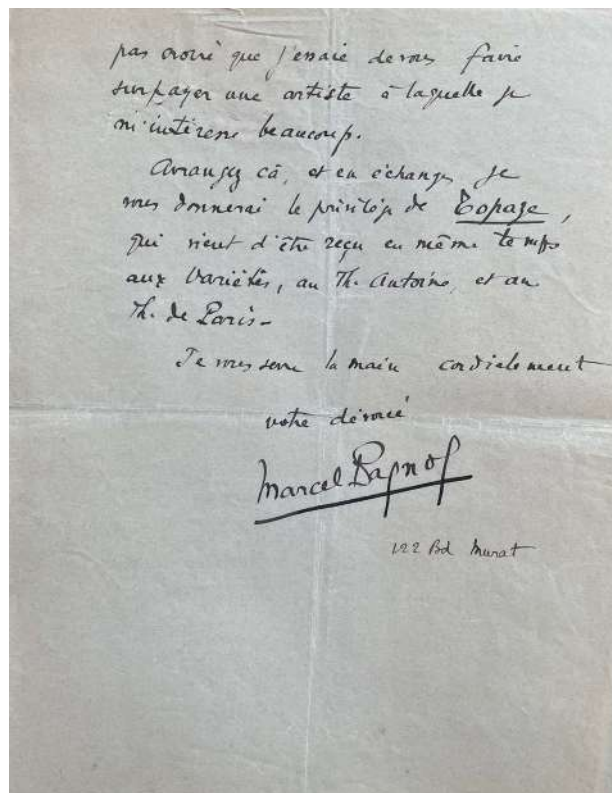 pas croire que j'essaie de vous faire
surpayer une artiste à laquelle je
m'intéresse beaucoup.
Arrangez cà, et en échange je
vous donnerai le privilège de Topaze,
qui vient d'être reçu en même temps
aux Variétés, au Th. Antoine, et au
Th. de Paris -
Je vous serre la main cordialement
votre dévoué
Marcel Pagnol
122 Bd Murat